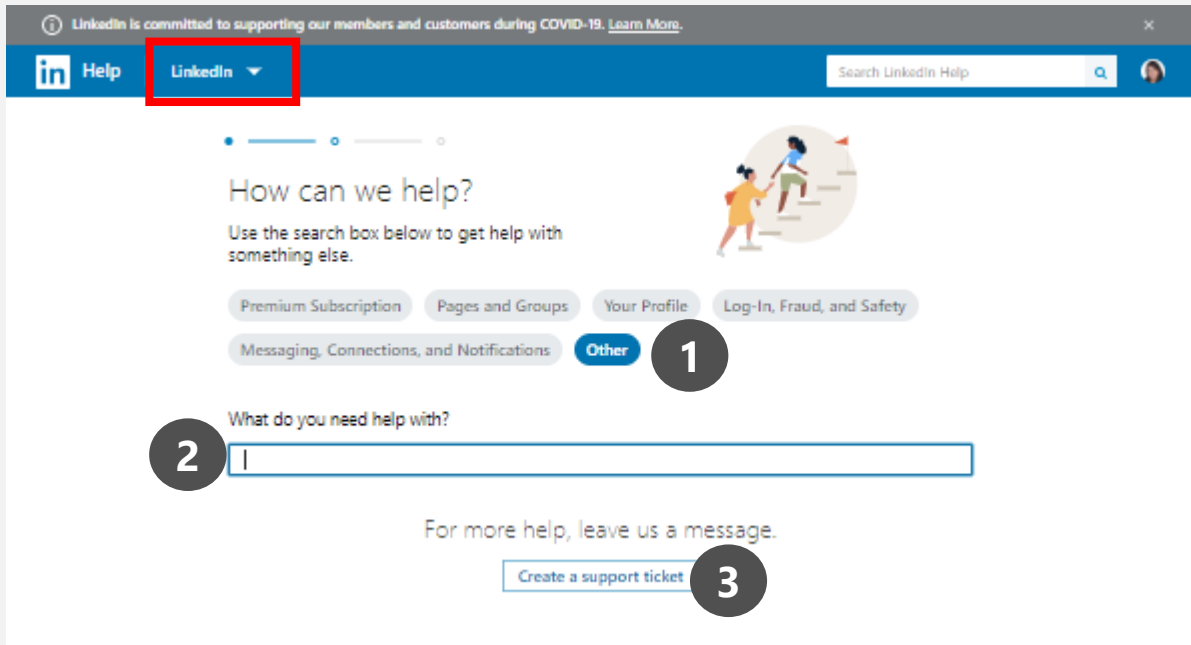 LinkedIn is committed to supporting our members and customers during COVID-19. Learn More.
in Help LinkedIn Search LinkedIn Help
How can we help?
Use the search box below to get help with
something else.
Premium Subscription Pages and Groups Your Profile Log-In, Fraud, and Safety
Messaging, Connections, and Notifications Other 1
What do you need help with?
2
For more help, leave us a message.
Create a support ticket 3